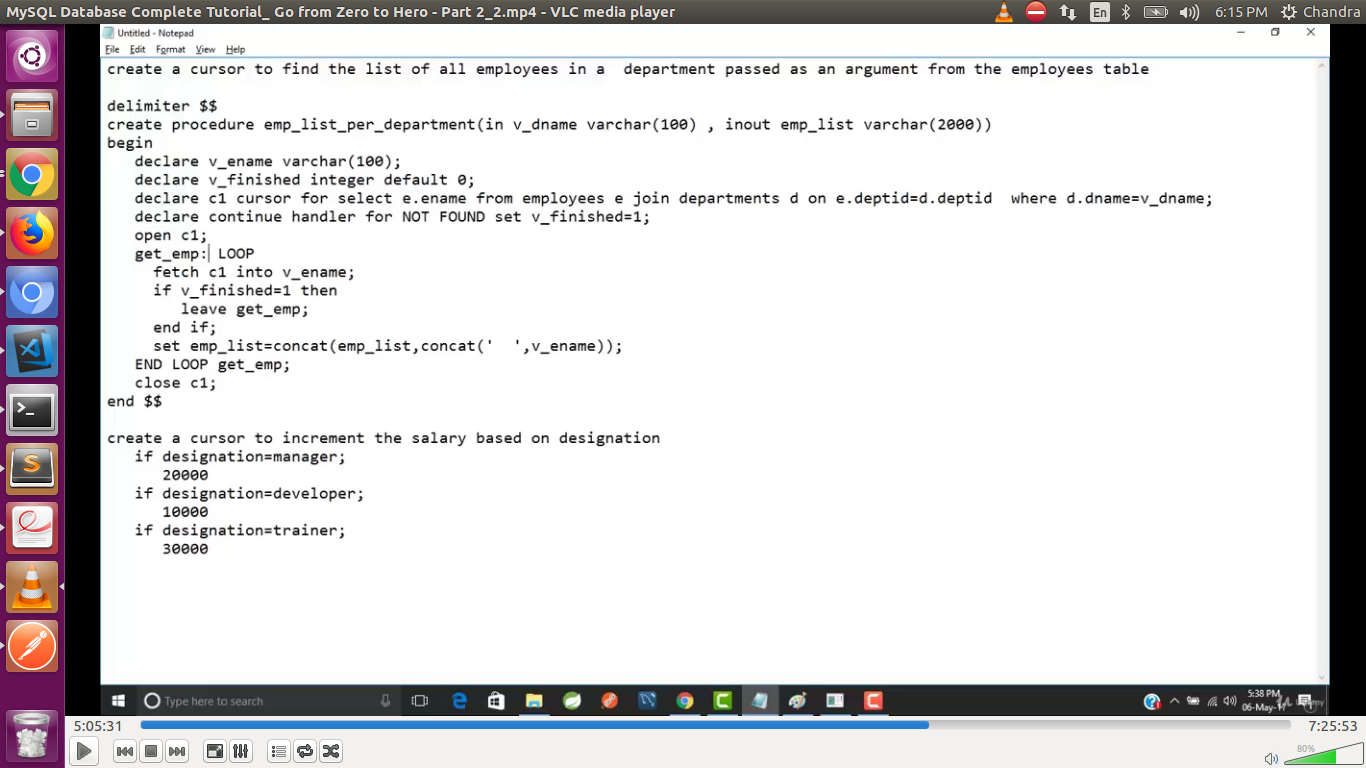 MySQL Database Complete Tutorial_ Go from Zero to Hero - Part 2_2.mp4 - VLC media player
En
6:15 PM
Chandra
Untitled - Notepad
File Edit Format View Help
create a cursor to find the list of all employees in a  department passed as an argument from the employees table
delimiter $$
create procedure emp_list_per_department(in v_dname varchar(100) , inout emp_list varchar(2000))
begin
declare v_ename varchar(100);
declare v_finished integer default 0;
declare c1 cursor for select e.ename from employees e join departments d on e.deptid=d.deptid  where d.dname=v_dname;
declare continue handler for NOT FOUND set v_finished=1;
open c1;
get_emp: LOOP
fetch c1 into v_ename;
if v_finished=1 then
leave get_emp;
end if;
set emp_list=concat(emp_list,concat('  ',v_ename));
END LOOP get_emp;
close c1;
end $$
create a cursor to increment the salary based on designation
if designation=manager;
20000
if designation=developer;
10000
if designation=trainer;
30000
Type here to search
5:38 PM
06-May-
5:05:31
7:25:53
80%